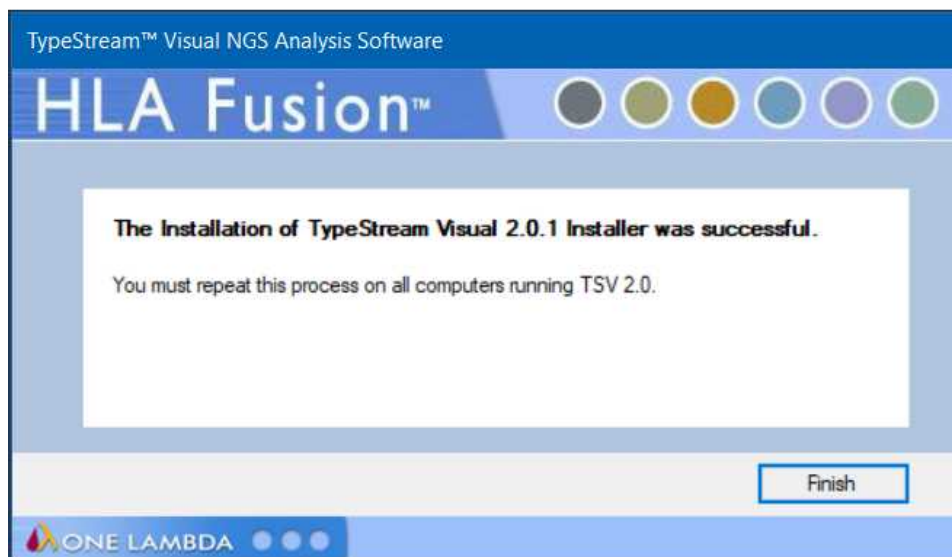 TypeStream™ Visual NGS Analysis Software
HLA Fusion™
The Installation of TypeStream Visual 2.0.1 Installer was successful.
You must repeat this process on all computers running TSV 2.0.
Finish
ONE LAMBDA